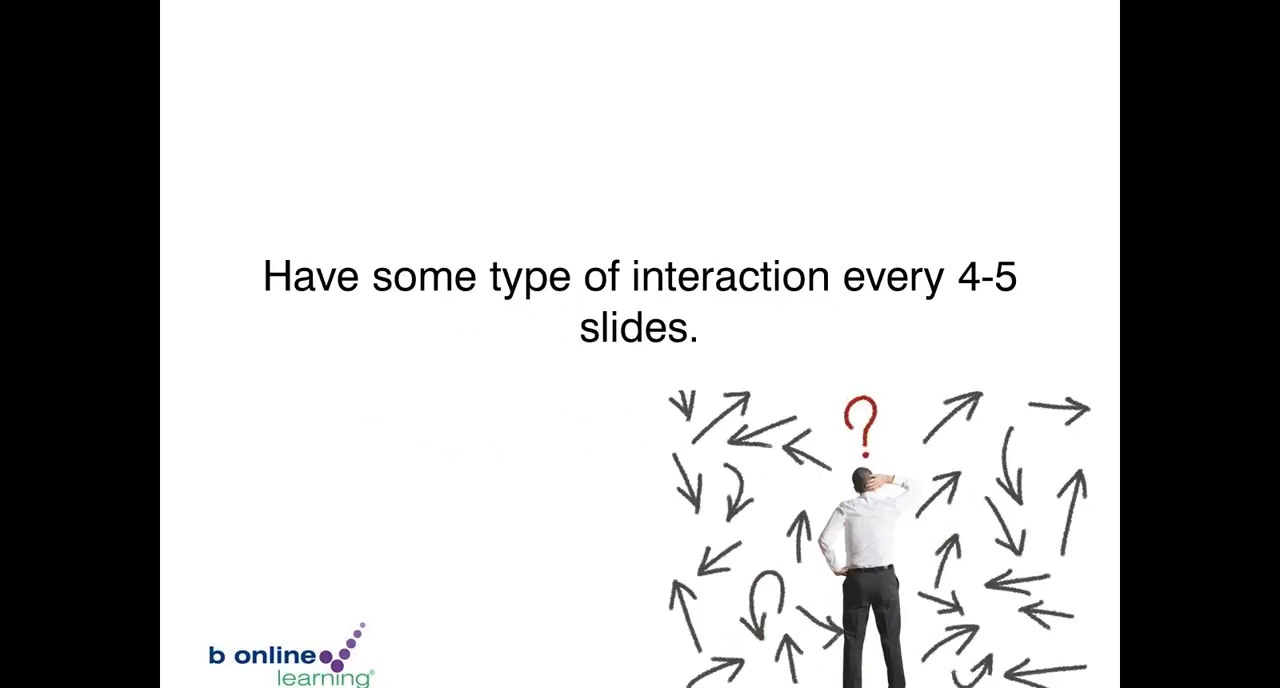 Have some type of interaction every 4-5
slides.
?
b online
learning®